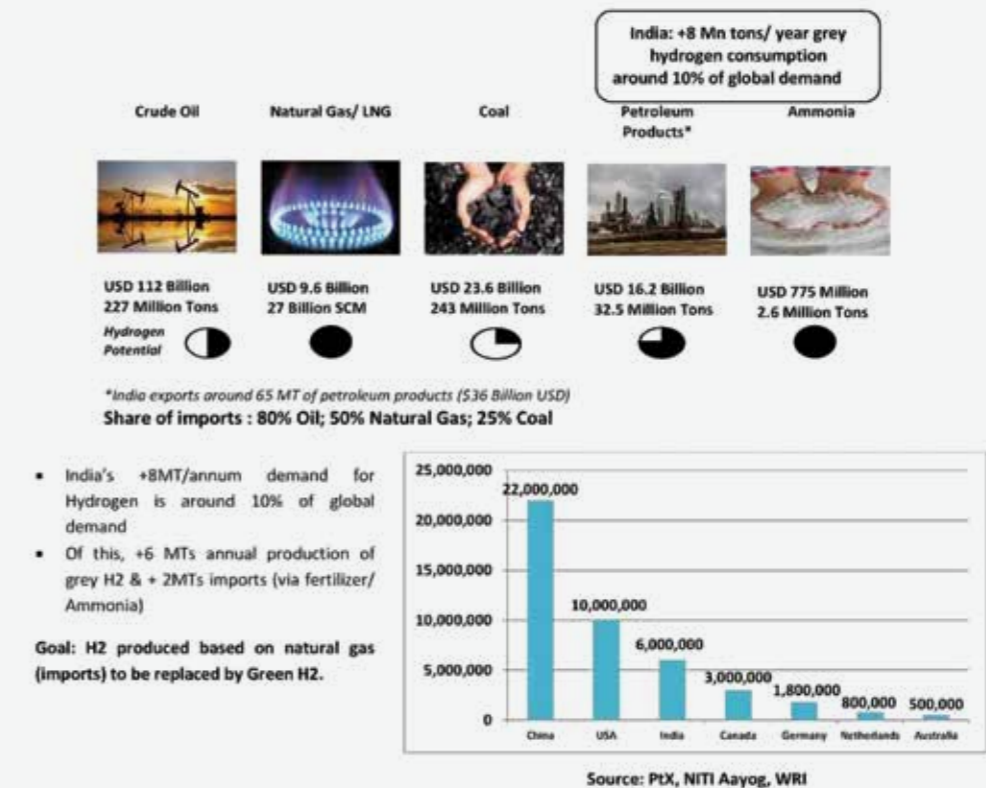 India: +8 Mn tons/ year grey
hydrogen consumption
around 10% of global demand
Crude Oil
Natural Gas/ LNG
Coal
Petroleum
Products*
Ammonia
USD 112 Billion
227 Million Tons
USD 9.6 Billion
27 Billion SCM
USD 23.6 Billion
243 Million Tons
USD 16.2 Billion
32.5 Million Tons
USD 775 Million
2.6 Million Tons
Hydrogen
Potential
*India exports around 65 MT of petroleum products ($36 Billion USD)
Share of imports : 80% Oil; 50% Natural Gas; 25% Coal
▪ India's +8MT/annum demand for
Hydrogen is around 10% of global
demand
▪ Of this, +6 MTs annual production of
grey H2 & + 2MTs imports (via fertilizer/
Ammonia)
Goal: H2 produced based on natural gas
(imports) to be replaced by Green H2.
25,000,000
20,000,000
15,000,000
10,000,000
5,000,000
0
22,000,000
10,000,000
6,000,000
3,000,000
1,800,000
800,000
500,000
China
USA
India
Canada
Germany
Netherlands
Australia
Source: PtX, NITI Aayog, WRI